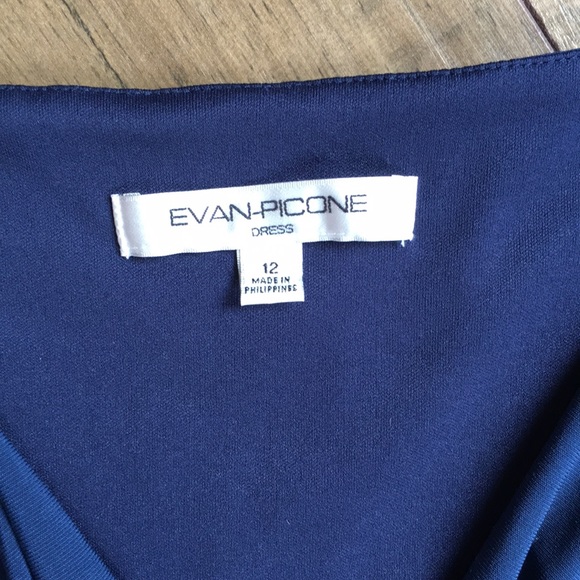 EVAN-PICONE
DRESS
12
MADE IN
PHILIPPINES